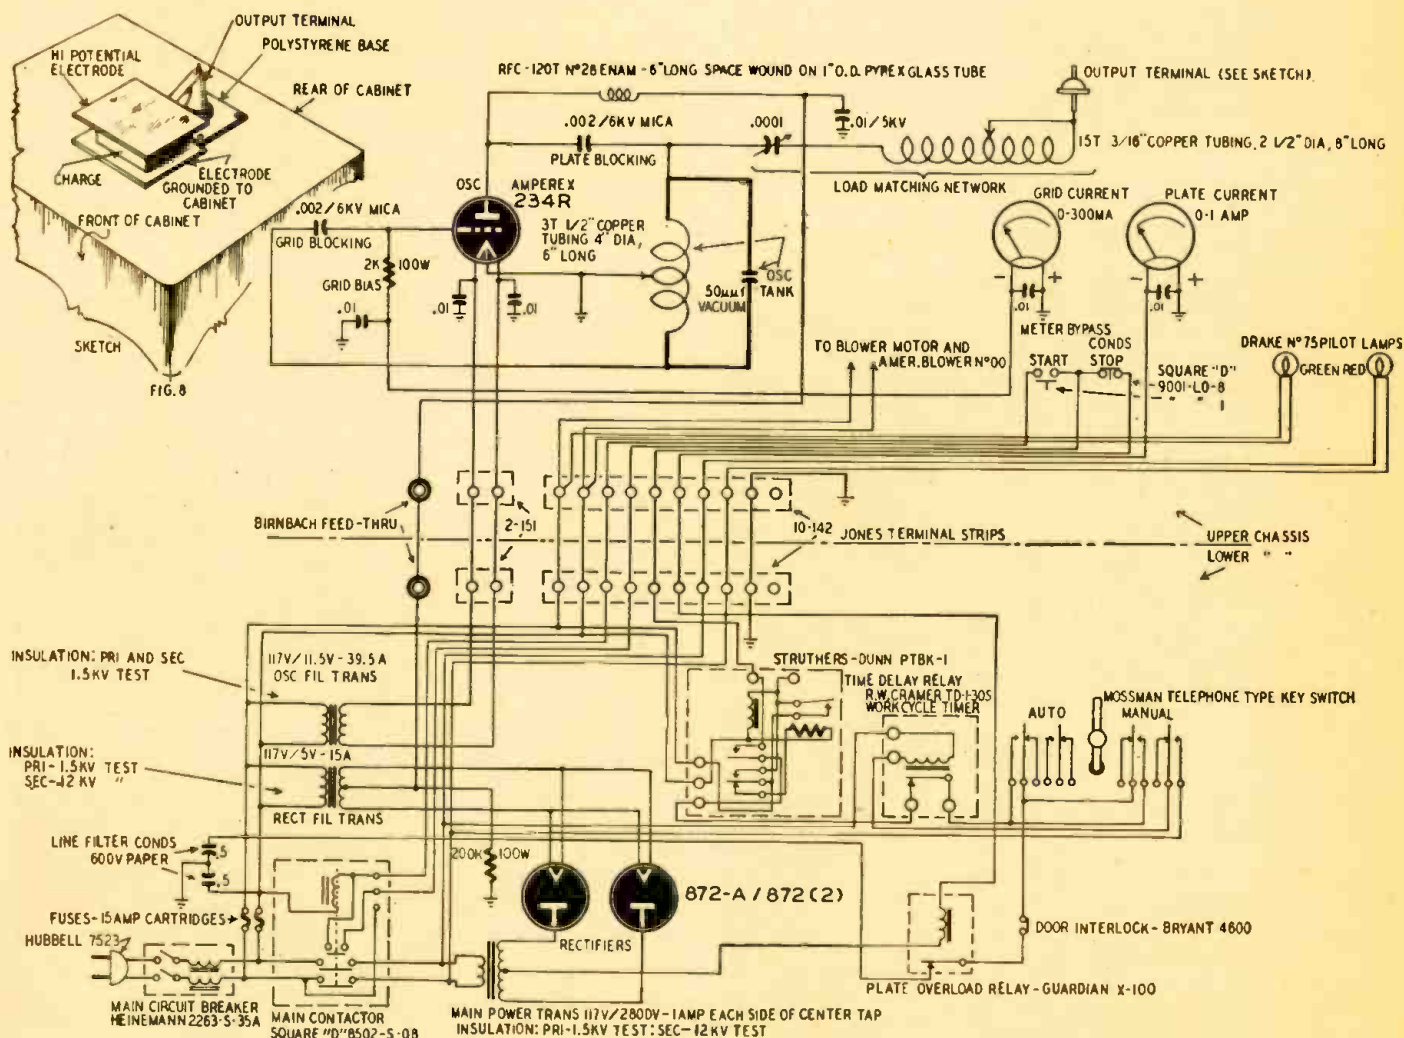 OUTPUT TERMINAL
POLYSTYRENE BASE
HI POTENTIAL
ELECTRODE
REAR OF CABINET
CHARGE
ELECTRODE
GROUNDED TO
CABINET
FRONT OF CABINET
SKETCH
FIG. 8
RFC-120T Nº28 ENAM - 6" LONG SPACE WOUND ON 1" O.D. PYREX GLASS TUBE
OUTPUT TERMINAL (SEE SKETCH)
.002/6KV MICA
PLATE BLOCKING
.0001
.01/5KV
15T 3/16" COPPER TUBING, 2 1/2" DIA, 8" LONG
LOAD MATCHING NETWORK
OSC
AMPEREX
234R
.002/6KV MICA
GRID BLOCKING
3T 1/2" COPPER
TUBING 4" DIA,
6" LONG
2K 100W
GRID BIAS
.01
.01
.01
50μμf
VACUUM
OSC
TANK
GRID CURRENT
0-300MA
PLATE CURRENT
0-1 AMP
- +
- +
.01
.01
METER BYPASS
CONDS
START
STOP
SQUARE "D"
9001-LO-8
" " 1
TO BLOWER MOTOR AND
AMER. BLOWER Nº00
DRAKE Nº75 PILOT LAMPS
GREEN RED
BIRNBACH FEED-THRU
2-151
10-142
JONES TERMINAL STRIPS
UPPER CHASSIS
LOWER " "
INSULATION: PRI AND SEC
1.5KV TEST
117V/11.5V-39.5A
OSC FIL TRANS
INSULATION:
PRI-1.5KV TEST
SEC-12 KV "
117V/5V-15A
RECT FIL TRANS
STRUTHERS-DUNN PTBK-1
TIME DELAY RELAY
R.W. CRAMER TD-1-30S
WORK CYCLE TIMER
MOSSMAN TELEPHONE TYPE KEY SWITCH
AUTO
MANUAL
LINE FILTER CONDS
600V PAPER
.5
.5
200K 100W
872-A / 872 (2)
RECTIFIERS
FUSES-15AMP CARTRIDGES
HUBBELL 7523
DOOR INTERLOCK - BRYANT 4600
PLATE OVERLOAD RELAY - GUARDIAN X-100
MAIN CIRCUIT BREAKER
HEINEMANN 2263-S-35A
MAIN CONTACTOR
SQUARE "D" 8502-S-08
MAIN POWER TRANS 117V/2800V-1AMP EACH SIDE OF CENTER TAP
INSULATION: PRI-1.5KV TEST: SEC-12KV TEST